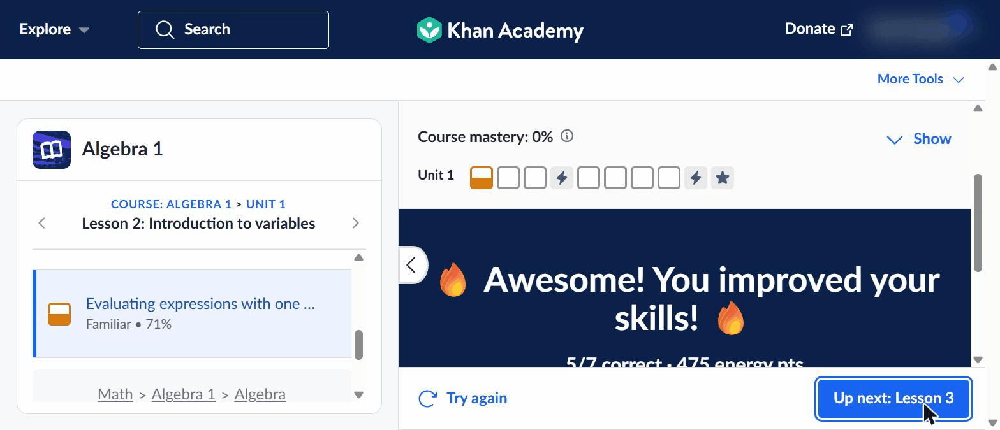 Explore
Search
Khan Academy
Donate
More Tools
Algebra 1
COURSE: ALGEBRA 1 > UNIT 1
Lesson 2: Introduction to variables
Evaluating expressions with one ...
Familiar • 71%
Math > Algebra 1 > Algebra
Course mastery: 0%
Show
Unit 1
Awesome! You improved your
skills!
5/7 correct • 475 energy pts
Try again
Up next: Lesson 3